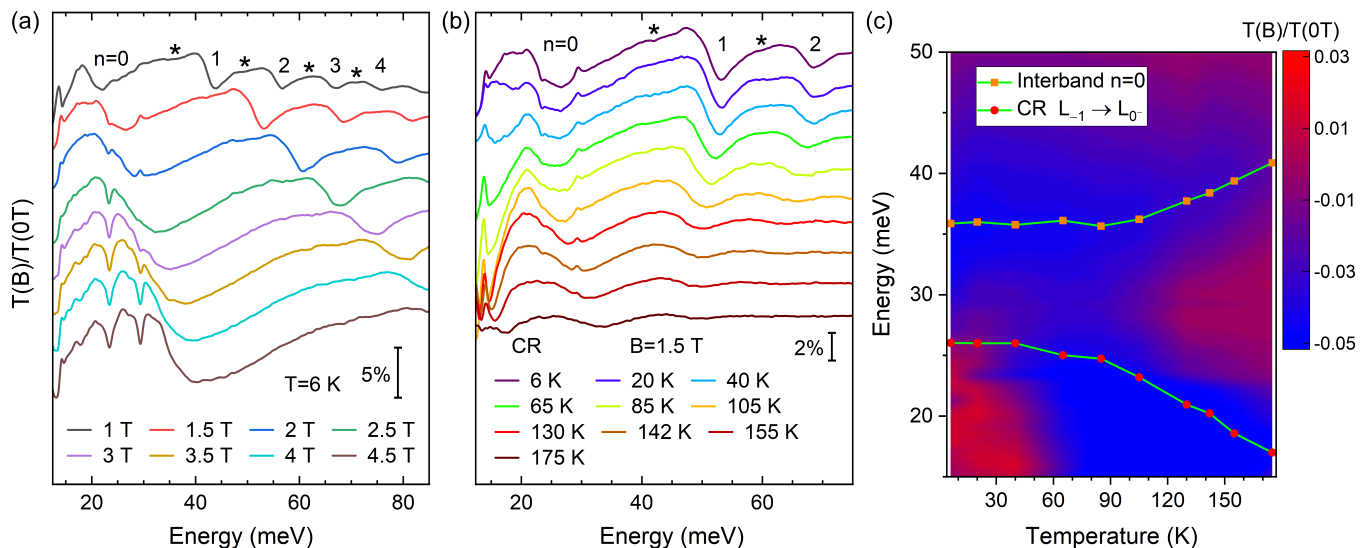 (a)
n=0 * 1 * 2 * 3 * 4
T(B)/T(0T)
T=6 K
5%
1 T 1.5 T 2 T 2.5 T
3 T 3.5 T 4 T 4.5 T
20 40 60 80
Energy (meV)
(b)
n=0 * 1 * 2
T(B)/T(0T)
CR B=1.5 T 2%
6 K 20 K 40 K
65 K 85 K 105 K
130 K 142 K 155 K
175 K
20 40 60
Energy (meV)
(c)
T(B)/T(0T)
Interband n=0
CR L₋₁ → L₀⁻
50
40
30
20
Energy (meV)
30 60 90 120 150 180
Temperature (K)
0.03
0.01
-0.01
-0.03
-0.05